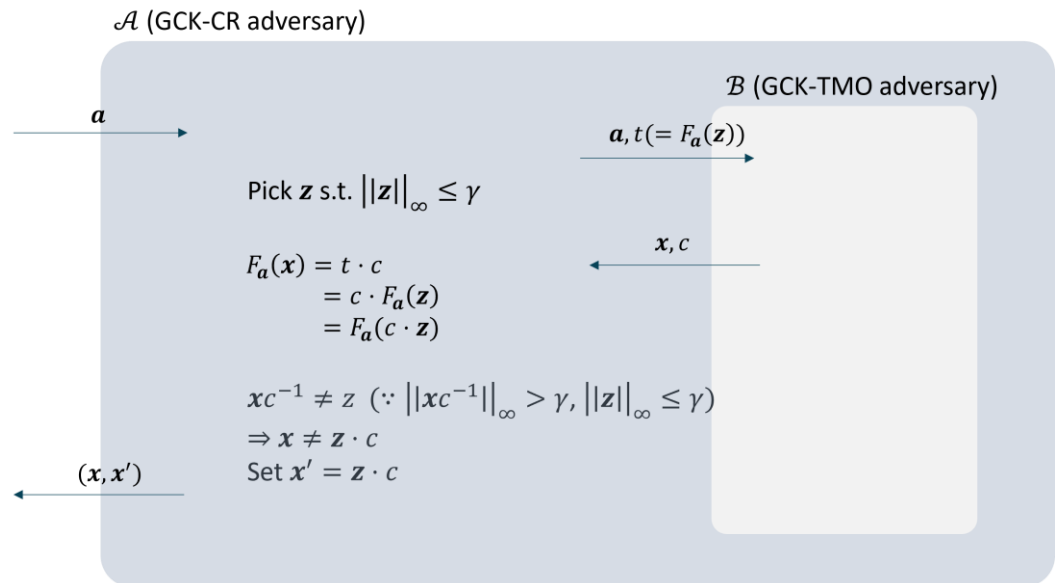 𝒜 (GCK-CR adversary)
ℬ (GCK-TMO adversary)
𝒂
𝒂, t(= F_𝒂(𝒛))
Pick 𝒛 s.t. ||𝒛||_∞ ≤ γ
𝒙, c
F_𝒂(𝒙) = t · c
= c · F_𝒂(𝒛)
= F_𝒂(c · 𝒛)
𝒙c⁻¹ ≠ z (∵ ||𝒙c⁻¹||_∞ > γ, ||𝒛||_∞ ≤ γ)
⇒ 𝒙 ≠ 𝒛 · c
(𝒙, 𝒙′)
Set 𝒙′ = 𝒛 · c